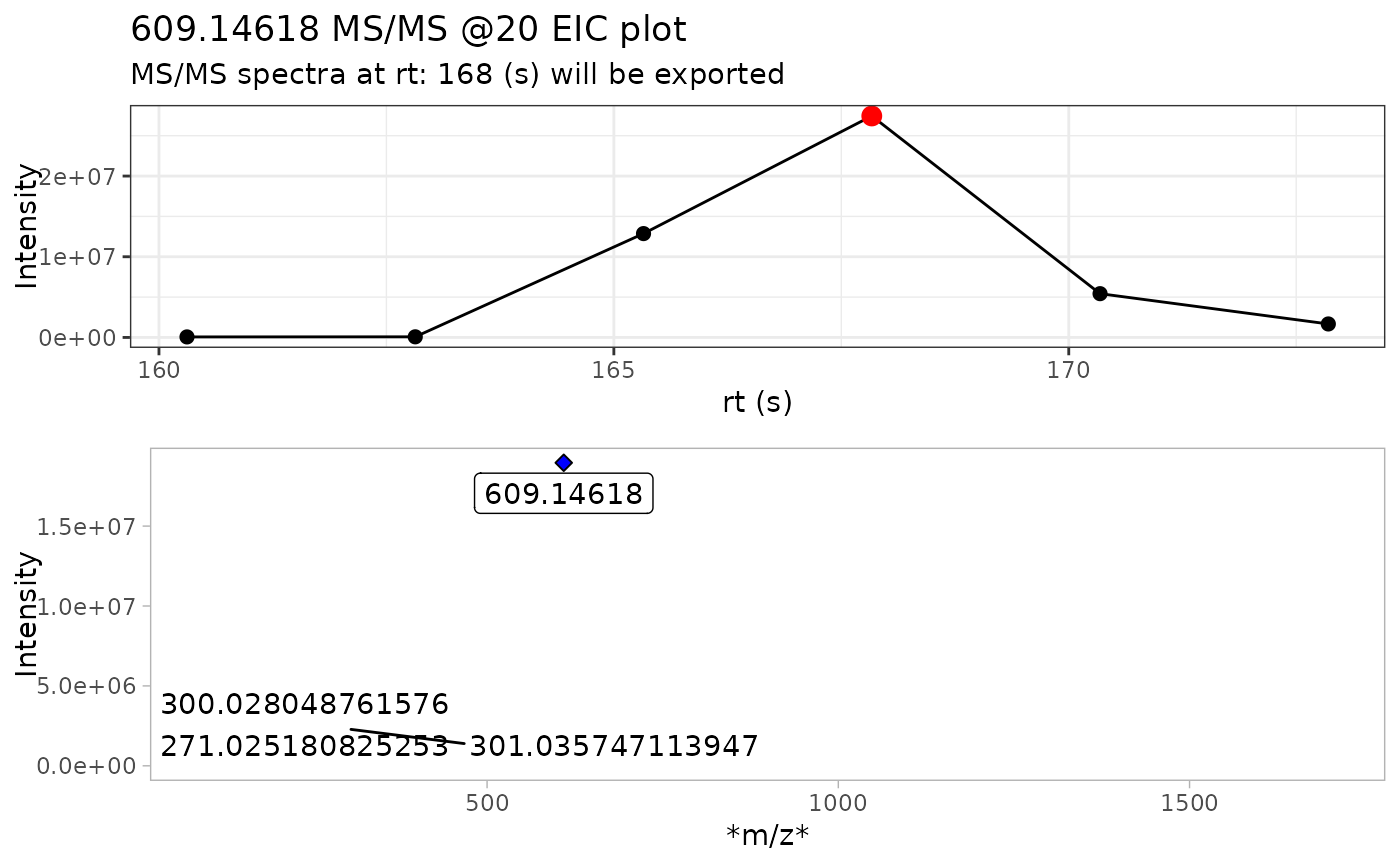 609.14618 MS/MS @20 EIC plot
MS/MS spectra at rt: 168 (s) will be exported
Intensity
2e+07
1e+07
0e+00
160 165 170
rt (s)
609.14618
Intensity
1.5e+07
1.0e+07
5.0e+06
0.0e+00
300.028048761576
271.025180825253 301.035747113947
500 1000 1500
*m/z*